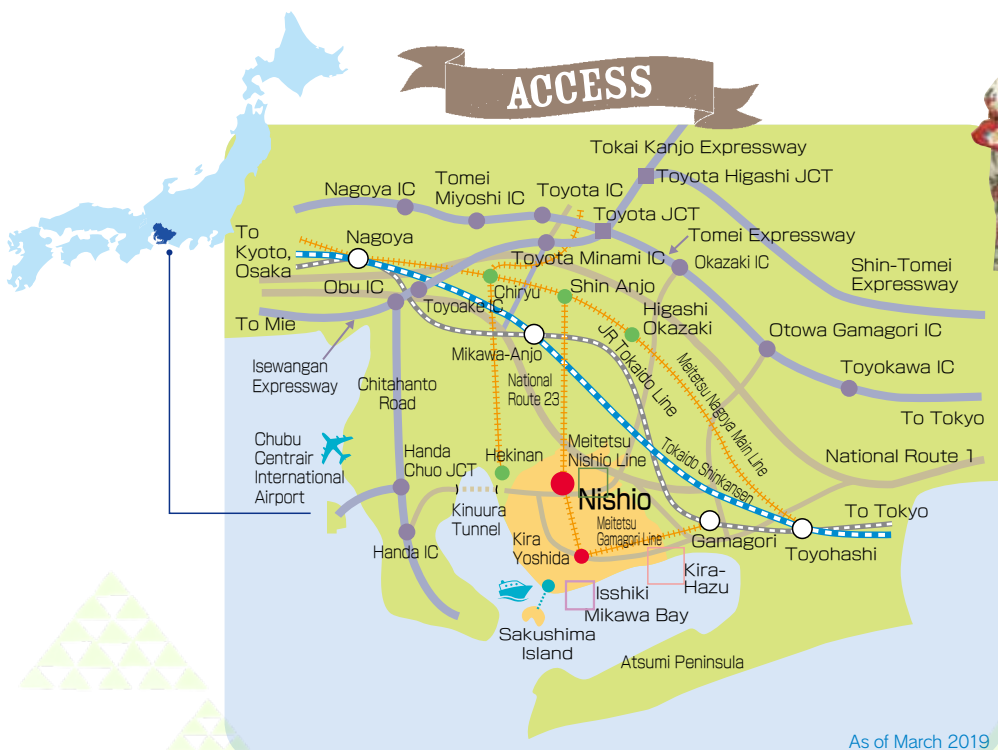 ACCESS
Tokai Kanjo Expressway
Toyota Higashi JCT
Nagoya IC
Tomei
Miyoshi IC
Toyota IC
Toyota JCT
To
Kyoto,
Osaka
Nagoya
Tomei Expressway
Toyota Minami IC
Okazaki IC
Shin-Tomei
Expressway
Obu IC
Toyoake IC
Chiryu
Shin Anjo
Higashi
Okazaki
To Mie
Otowa Gamagori IC
Mikawa-Anjo
JR Tokaido Line
Meitetsu Nagoya Main Line
Isewangan
Expressway
Chitahanto
Road
National
Route 23
Toyokawa IC
To Tokyo
Chubu
Centrair
International
Airport
Handa
Chuo JCT
Hekinan
Meitetsu
Nishio Line
Tokaido Shinkansen
National Route 1
Nishio
Kinuura
Tunnel
Meitetsu
Gamagori Line
To Tokyo
Handa IC
Kira
Yoshida
Gamagori
Toyohashi
Kira-
Hazu
Isshiki
Mikawa Bay
Sakushima
Island
Atsumi Peninsula
As of March 2019